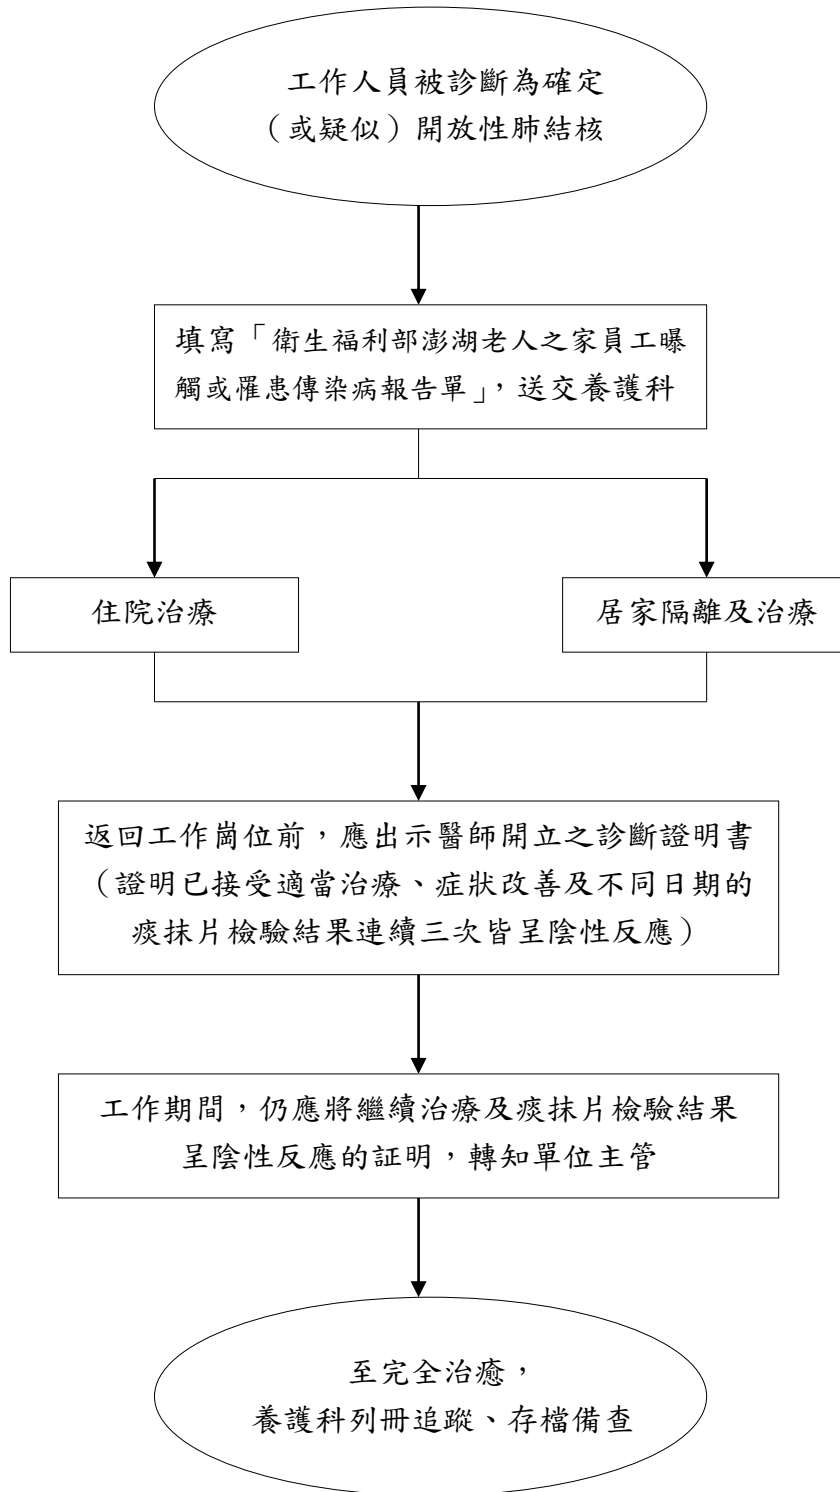 工作人員被診斷為確定
（或疑似）開放性肺結核
填寫「衛生福利部澎湖老人之家員工曝
觸或罹患傳染病報告單」，送交養護科
住院治療
居家隔離及治療
返回工作崗位前，應出示醫師開立之診斷證明書
（證明已接受適當治療、症狀改善及不同日期的
痰抹片檢驗結果連續三次皆呈陰性反應）
工作期間，仍應將繼續治療及痰抹片檢驗結果
呈陰性反應的証明，轉知單位主管
至完全治癒，
養護科列冊追蹤、存檔備查